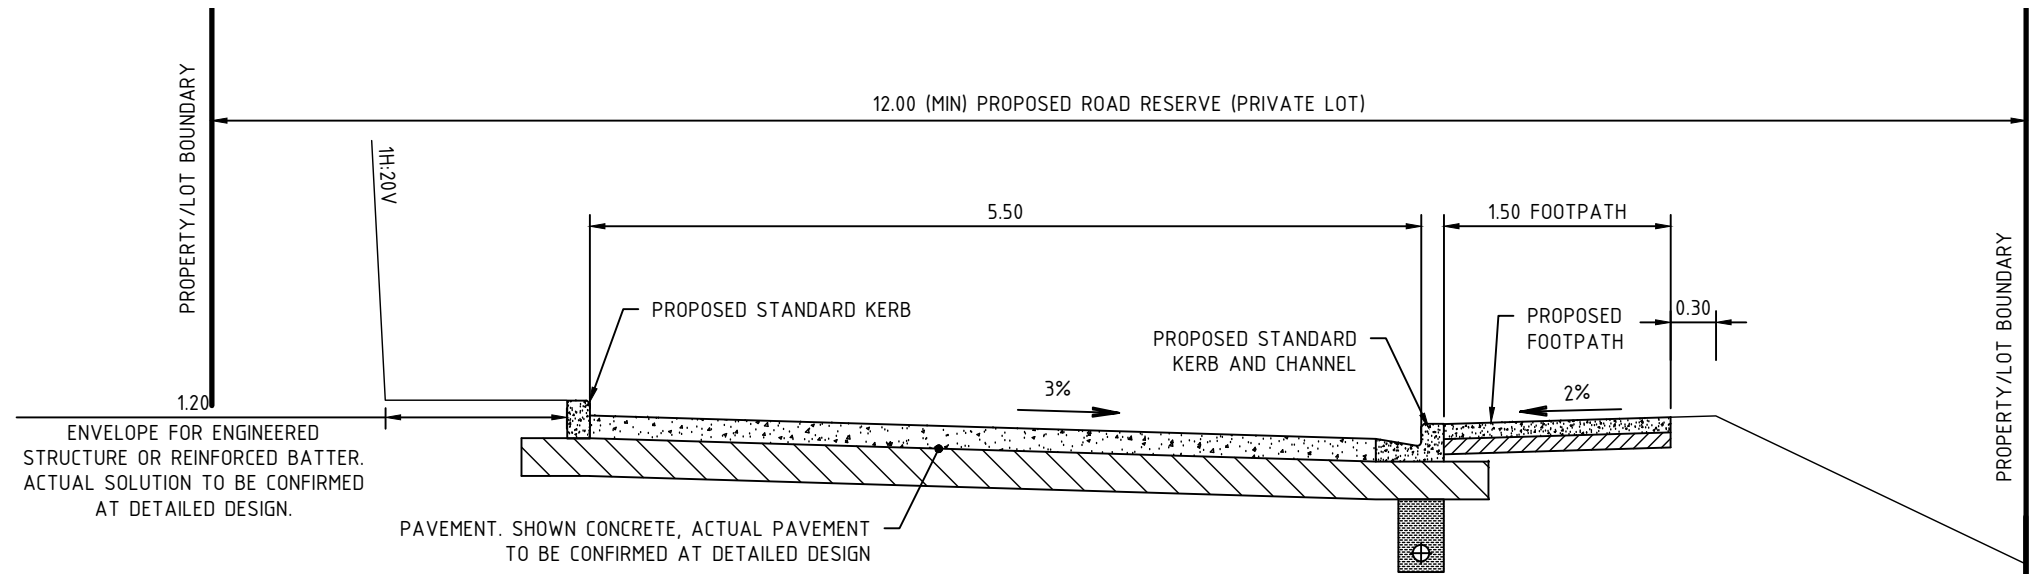 12.00 (MIN) PROPOSED ROAD RESERVE (PRIVATE LOT)
PROPERTY/LOT BOUNDARY
1H:20V
5.50
1.50 FOOTPATH
PROPERTY/LOT BOUNDARY
PROPOSED STANDARD KERB
PROPOSED STANDARD
KERB AND CHANNEL
PROPOSED
FOOTPATH
0.30
3%
2%
1.20
ENVELOPE FOR ENGINEERED
STRUCTURE OR REINFORCED BATTER.
ACTUAL SOLUTION TO BE CONFIRMED
AT DETAILED DESIGN.
PAVEMENT. SHOWN CONCRETE, ACTUAL PAVEMENT
TO BE CONFIRMED AT DETAILED DESIGN